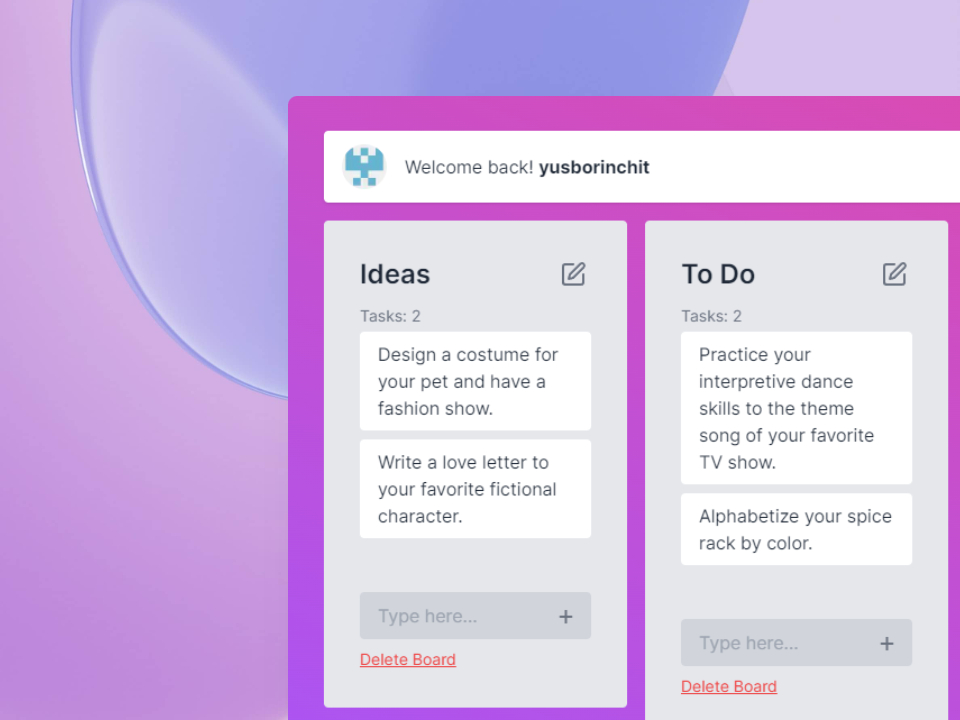 Welcome back! yusborinchit
Ideas
Tasks: 2
Design a costume for
your pet and have a
fashion show.
Write a love letter to
your favorite fictional
character.
Type here...
+
Delete Board
To Do
Tasks: 2
Practice your
interpretive dance
skills to the theme
song of your favorite
TV show.
Alphabetize your spice
rack by color.
Type here...
+
Delete Board